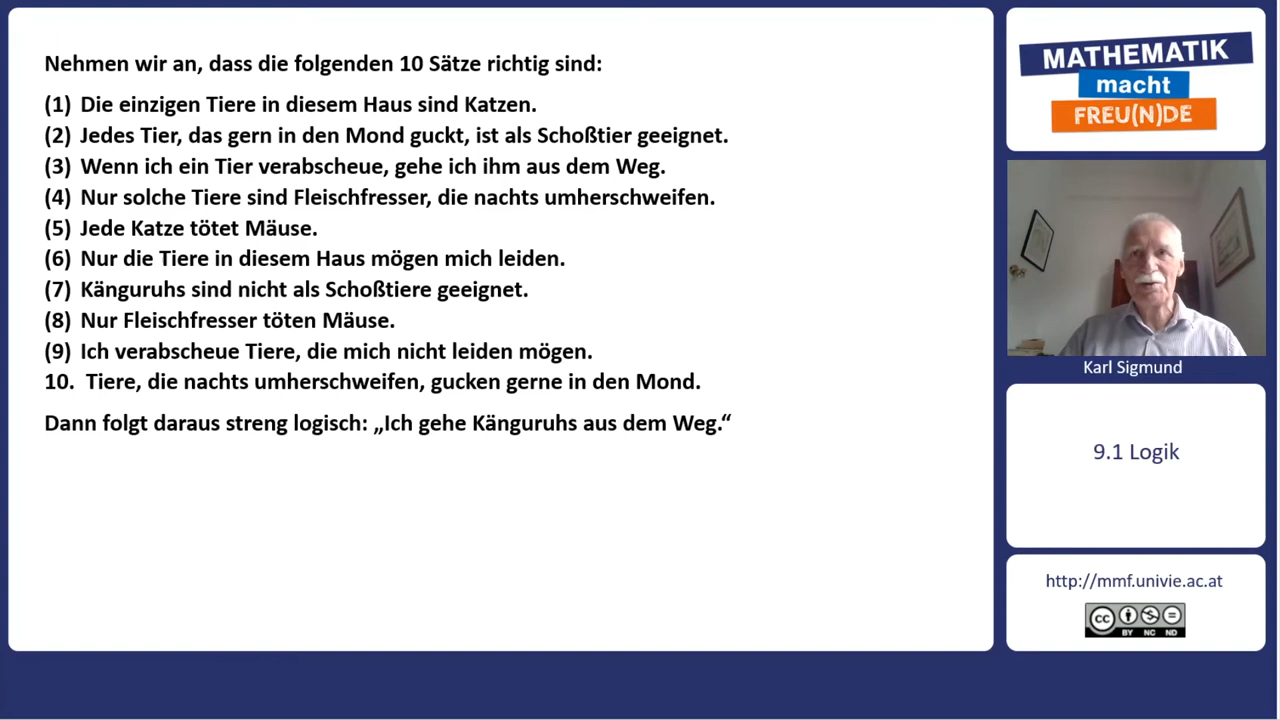 Nehmen wir an, dass die folgenden 10 Sätze richtig sind:
(1) Die einzigen Tiere in diesem Haus sind Katzen.
(2) Jedes Tier, das gern in den Mond guckt, ist als Schoßtier geeignet.
(3) Wenn ich ein Tier verabscheue, gehe ich ihm aus dem Weg.
(4) Nur solche Tiere sind Fleischfresser, die nachts umherschweifen.
(5) Jede Katze tötet Mäuse.
(6) Nur die Tiere in diesem Haus mögen mich leiden.
(7) Känguruhs sind nicht als Schoßtiere geeignet.
(8) Nur Fleischfresser töten Mäuse.
(9) Ich verabscheue Tiere, die mich nicht leiden mögen.
10. Tiere, die nachts umherschweifen, gucken gerne in den Mond.
Dann folgt daraus streng logisch: „Ich gehe Känguruhs aus dem Weg.“
MATHEMATIK
macht
FREU(N)DE
Karl Sigmund
9.1 Logik
http://mmf.univie.ac.at
CC
BY NC ND